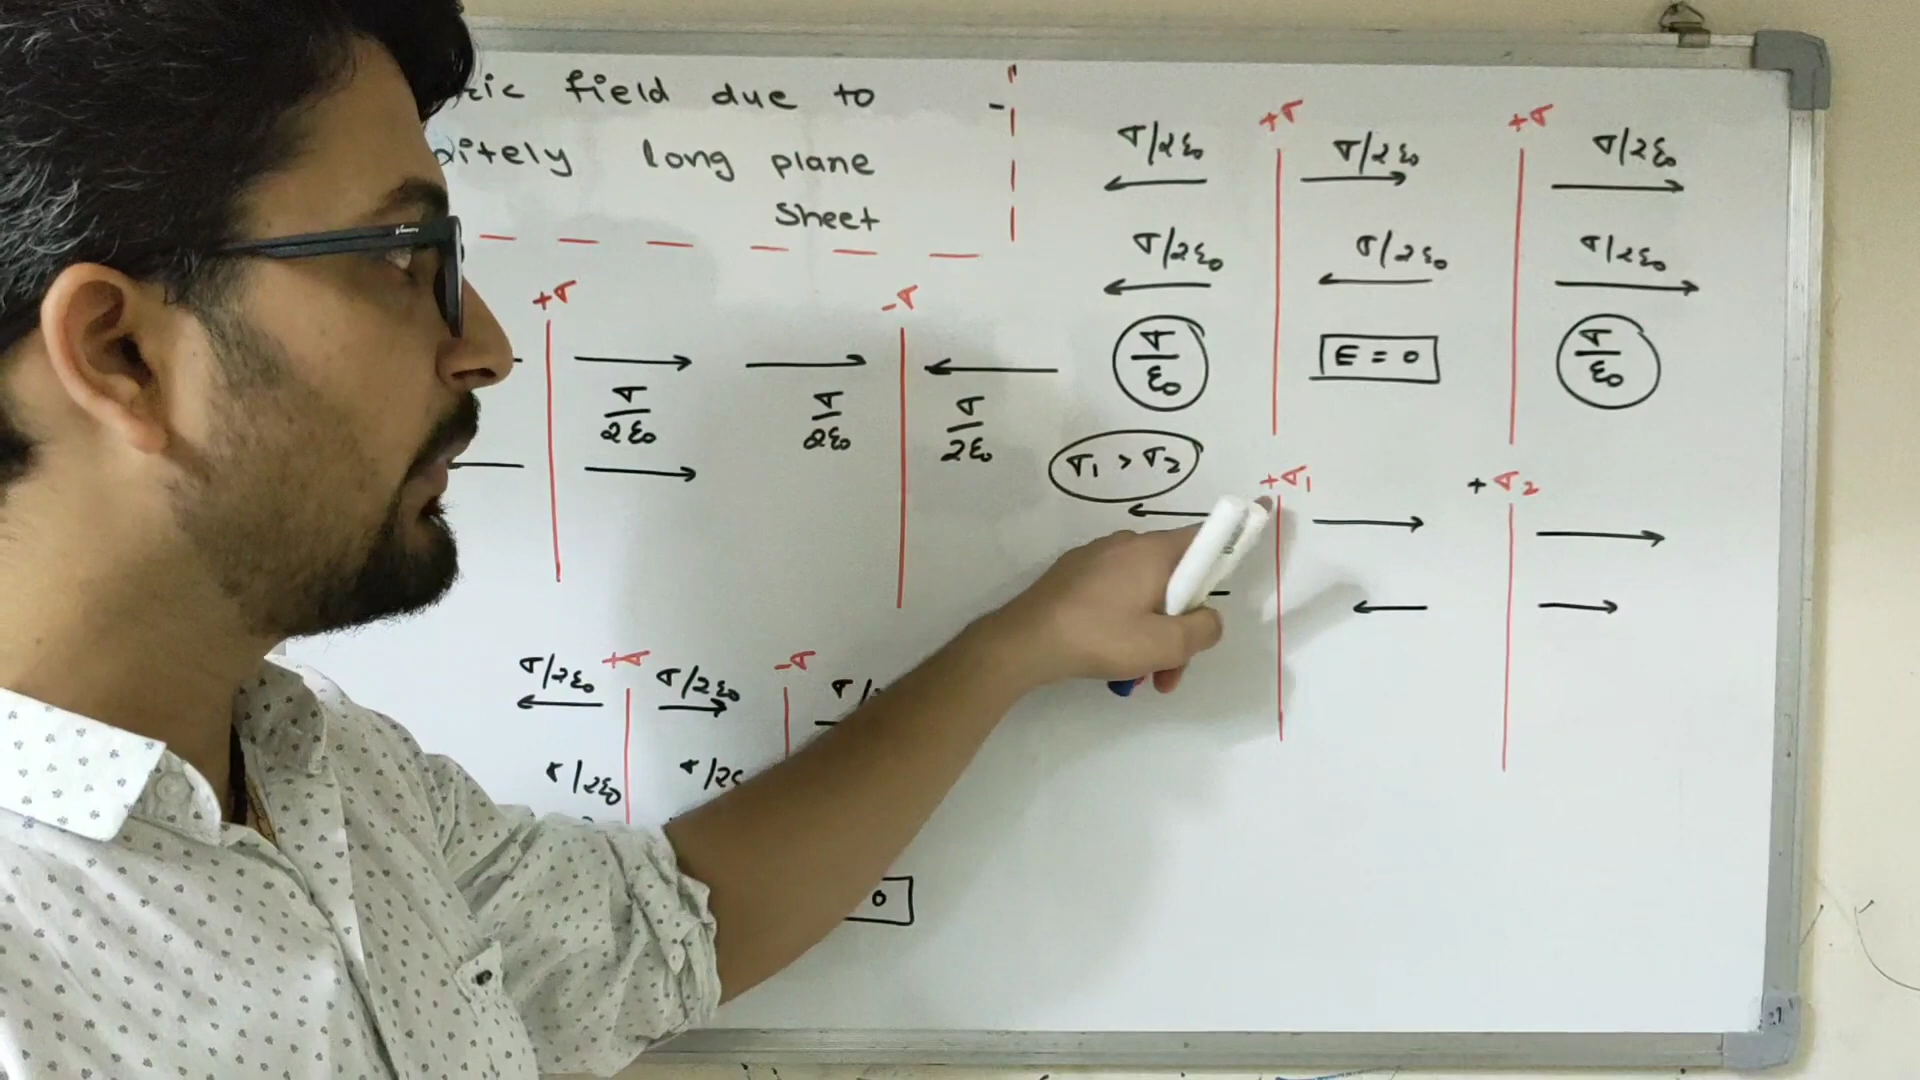 field due to
long plane
Sheet
+σ
-σ
σ/2ε₀
σ/2ε₀
σ/2ε₀
+σ
-σ
σ/2ε₀
σ/2ε₀
σ/2ε₀
0
+σ
+σ
σ/2ε₀
σ/2ε₀
σ/2ε₀
σ/2ε₀
σ/2ε₀
σ/2ε₀
σ/ε₀
E = 0
σ/ε₀
σ₁ > σ₂
+σ₁
+σ₂